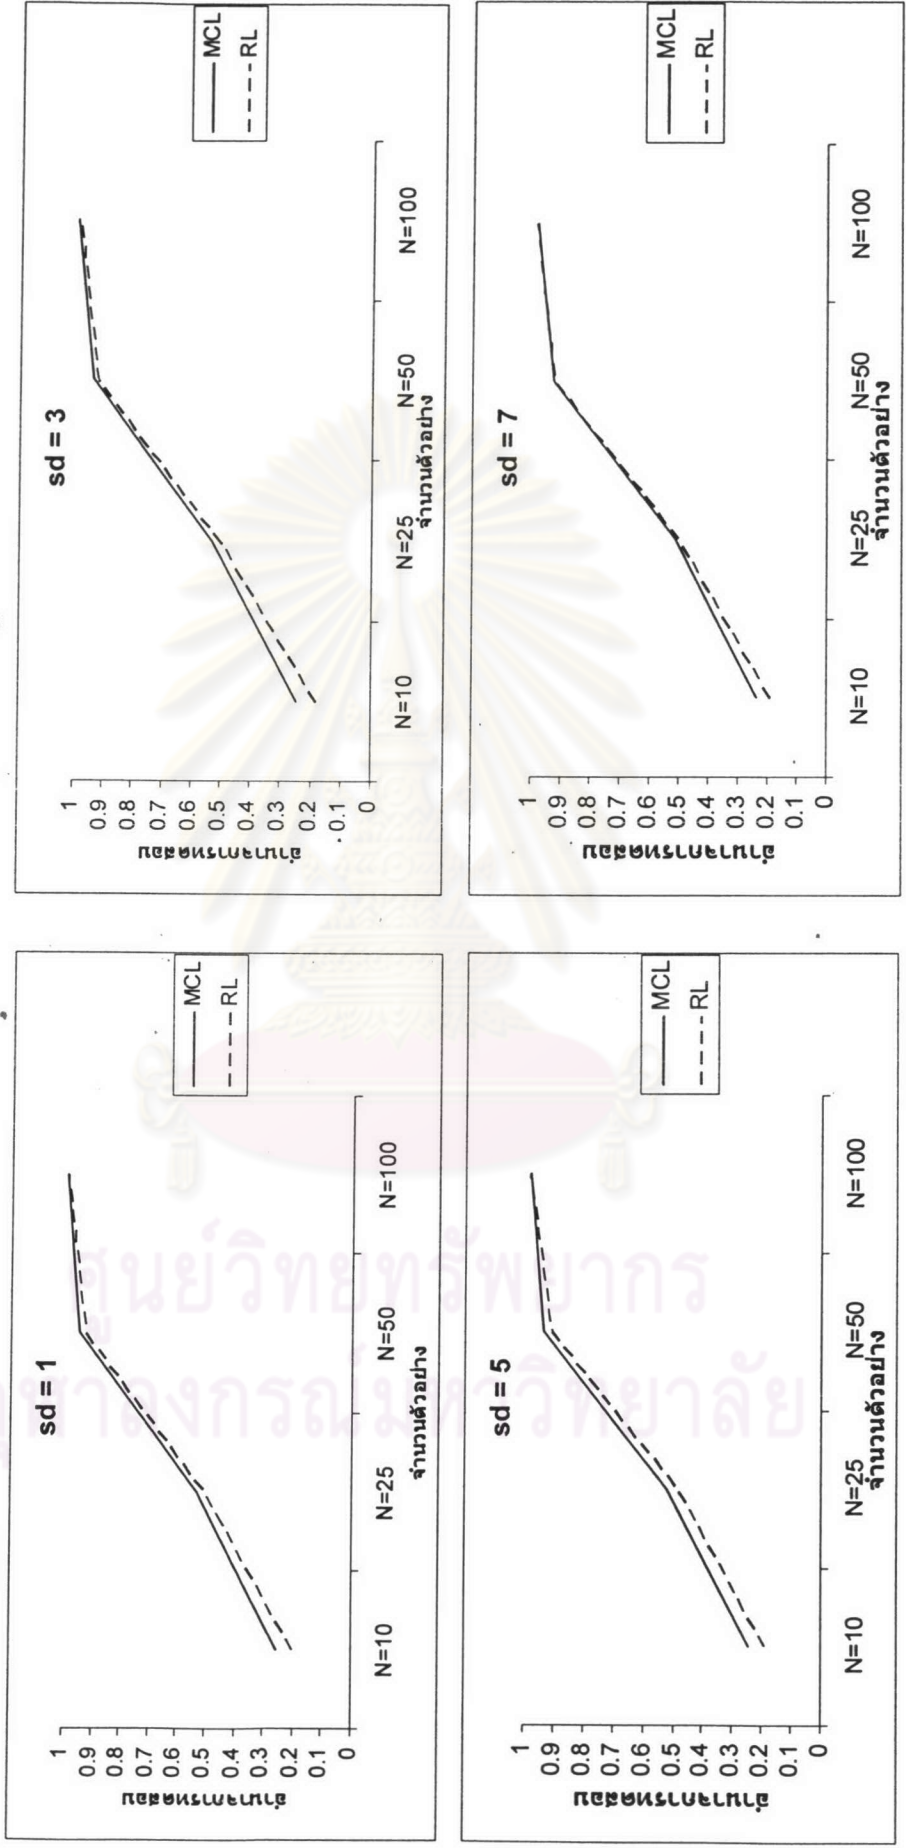 sd = 1
อำนาจการทดสอบ
1
0.9
0.8
0.7
0.6
0.5
0.4
0.3
0.2
0.1
0
N=10
N=25
N=50
N=100
จำนวนตัวอย่าง
MCL
RL
sd = 3
อำนาจการทดสอบ
1
0.9
0.8
0.7
0.6
0.5
0.4
0.3
0.2
0.1
0
N=10
N=25
N=50
N=100
จำนวนตัวอย่าง
MCL
RL
sd = 5
อำนาจการทดสอบ
1
0.9
0.8
0.7
0.6
0.5
0.4
0.3
0.2
0.1
0
N=10
N=25
N=50
N=100
จำนวนตัวอย่าง
MCL
RL
sd = 7
อำนาจการทดสอบ
1
0.9
0.8
0.7
0.6
0.5
0.4
0.3
0.2
0.1
0
N=10
N=25
N=50
N=100
จำนวนตัวอย่าง
MCL
RL
ศูนย์วิทยทรัพยากร
จุฬาลงกรณ์มหาวิทยาลัย